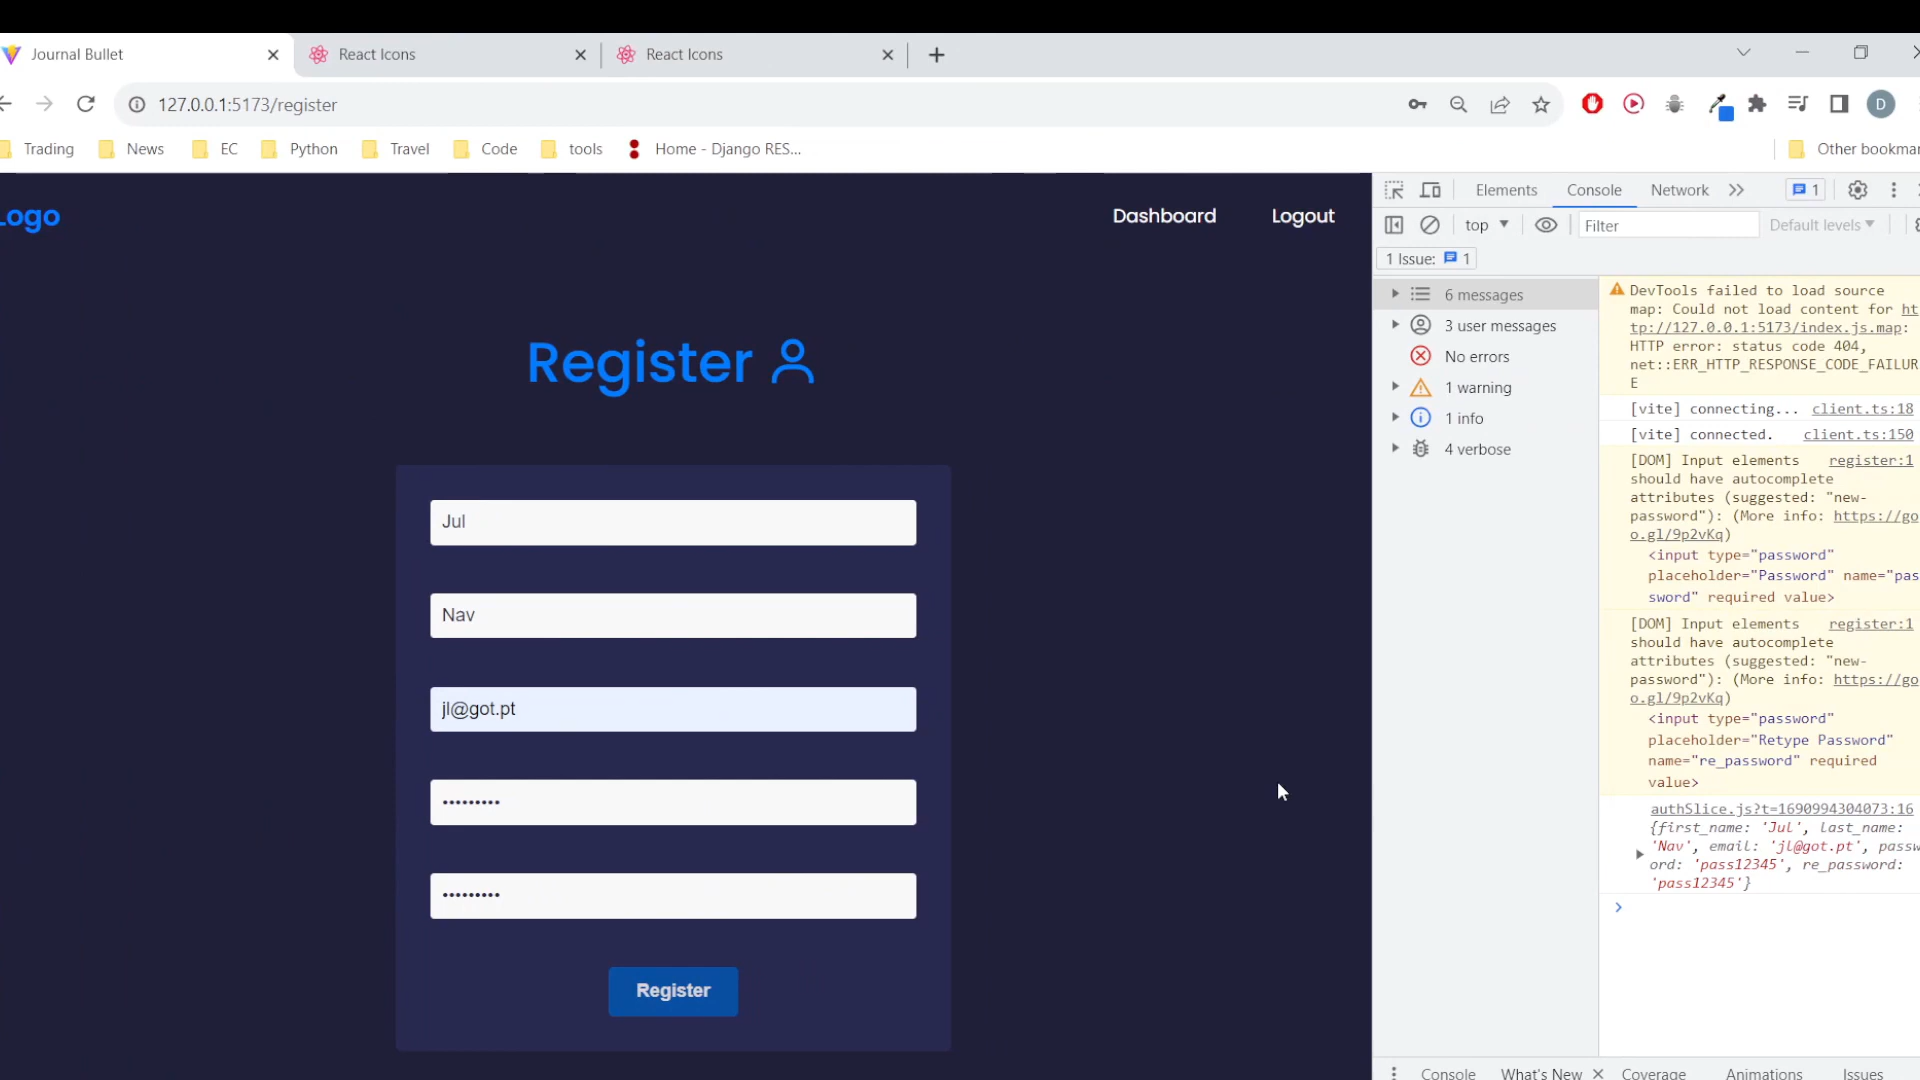 Journal Bullet
React Icons
React Icons
127.0.0.1:5173/register
D
Trading
News
EC
Python
Travel
Code
tools
Home - Django RES...
Other bookmar
Logo
Dashboard
Logout
Register
Jul
Nav
jl@got.pt
•••••••••
•••••••••
Register
Elements
Console
Network
1
top
Filter
Default levels
1 Issue: 1
6 messages
3 user messages
No errors
1 warning
1 info
4 verbose
DevTools failed to load source
map: Could not load content for ht
tp://127.0.0.1:5173/index.js.map:
HTTP error: status code 404,
net::ERR_HTTP_RESPONSE_CODE_FAILUR
E
[vite] connecting... client.ts:18
[vite] connected. client.ts:150
[DOM] Input elements register:1
should have autocomplete
attributes (suggested: "new-
password"): (More info: https://go
o.gl/9p2vKq)
<input type="password"
placeholder="Password" name="pas
sword" required value>
[DOM] Input elements register:1
should have autocomplete
attributes (suggested: "new-
password"): (More info: https://go
o.gl/9p2vKq)
<input type="password"
placeholder="Retype Password"
name="re_password" required
value>
authSlice.js?t=1690994304073:16
{first_name: 'Jul', last_name:
'Nav', email: 'jl@got.pt', passw
ord: 'pass12345', re_password:
'pass12345'}
Console
What's New
Coverage
Animations
Issues